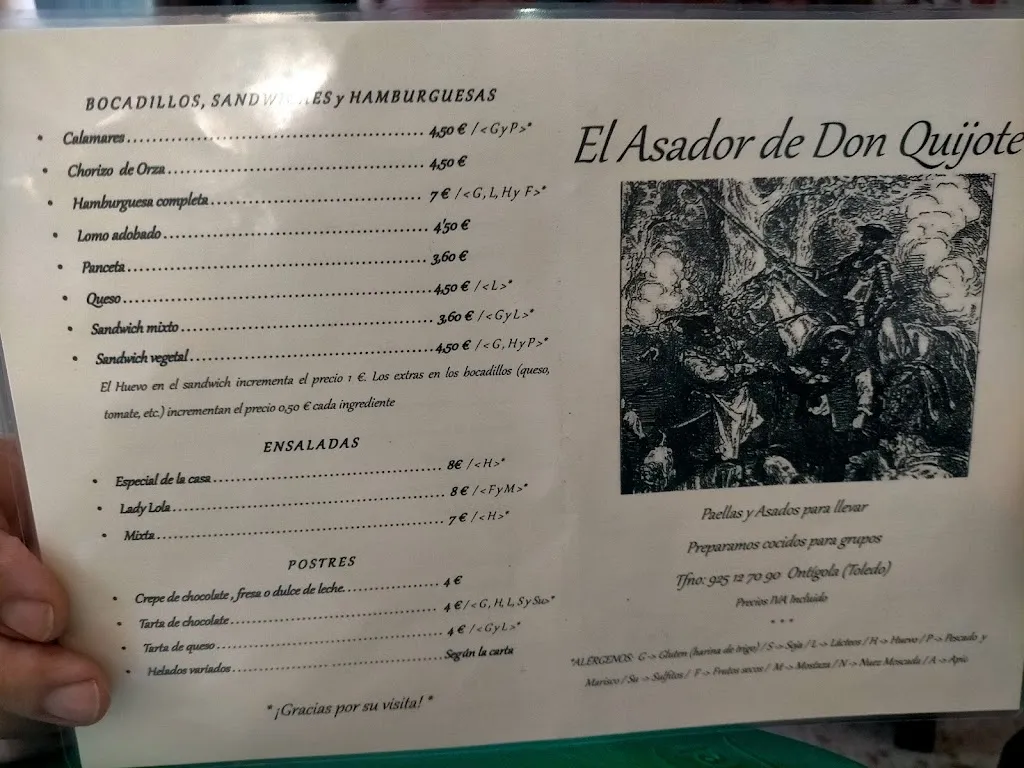 BOCADILLOS, SANDWICHES y HAMBURGUESAS
• Calamares........................ 4,50 € / <G y P>*
• Chorizo de Orza........................ 4,50 €
• Hamburguesa completa........................ 7 € / <G, L, H y F>*
• Lomo adobado........................ 4'50 €
• Panceta........................ 3,60 €
• Queso........................ 4,50 € / <L>*
• Sandwich mixto........................ 3,60 € / <G y L>*
• Sandwich vegetal........................ 4,50 € / <G, H y P>*
El Huevo en el sandwich incrementa el precio 1 €. Los extras en los bocadillos (queso,
tomate, etc.) incrementan el precio 0,50 € cada ingrediente
ENSALADAS
• Especial de la casa........................ 8€ / <H>*
• Lady Lola........................ 8 € / <F y M>*
• Mixta........................ 7 € / <H>*
POSTRES
• Crepe de chocolate, fresa o dulce de leche........................ 4 €
• Tarta de chocolate........................ 4 € / <G, H, L, S y Su>*
• Tarta de queso........................ 4 € / <G y L>*
• Helados variados........................ Según la carta
* ¡Gracias por su visita! *
El Asador de Don Quijote
Paellas y Asados para llevar
Preparamos cocidos para grupos
Tfno: 925 12 70 90 Ontígola (Toledo)
Precios IVA Incluido
* * *
*ALÉRGENOS: G -> Gluten (harina de trigo) / S -> Soja / L -> Lácteos / H -> Huevo / P -> Pescado y
Marisco / Su -> Sulfitos / F -> Frutos secos / M -> Mostaza / N -> Nuez Moscada / A -> Apio